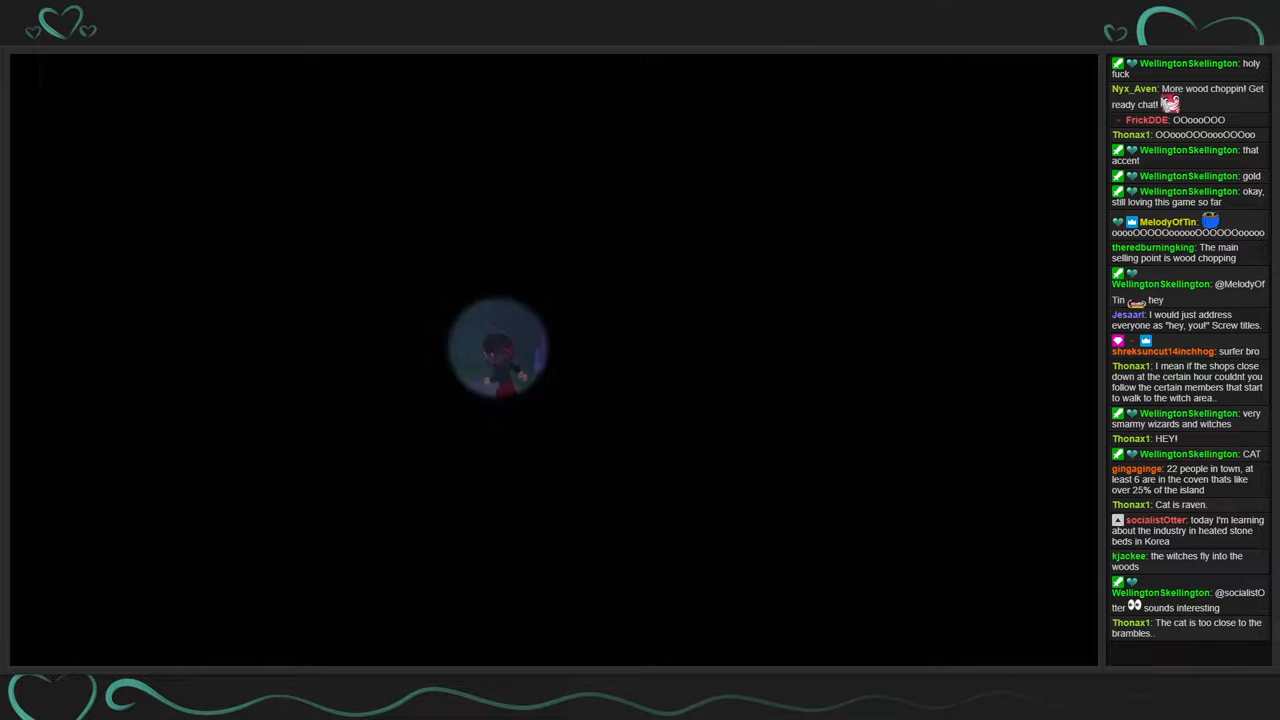 WellingtonSkellington: holy
fuck
Nyx_Aven: More wood choppin! Get
ready chat!
FrickDDE: OOoooOOO
Thonax1: OOoooOOOoooOOOoo
WellingtonSkellington: that
accent
WellingtonSkellington: gold
WellingtonSkellington: okay,
still loving this game so far
MelodyOfTin:
ooooOOOOOoooooOOOOOOooooo
theredburningking: The main
selling point is wood chopping
WellingtonSkellington: @MelodyOf
Tin hey
Jesaarl: I would just address
everyone as "hey, you!" Screw titles.
shreksuncut14inchhog: surfer bro
Thonax1: I mean if the shops close
down at the certain hour couldnt you
follow the certain members that start
to walk to the witch area..
WellingtonSkellington: very
smarmy wizards and witches
Thonax1: HEY!
WellingtonSkellington: CAT
gingaginge: 22 people in town, at
least 6 are in the coven thats like
over 25% of the island
Thonax1: Cat is raven.
socialistOtter: today I'm learning
about the industry in heated stone
beds in Korea
kjackee: the witches fly into the
woods
WellingtonSkellington: @socialistO
tter sounds interesting
Thonax1: The cat is too close to the
brambles..